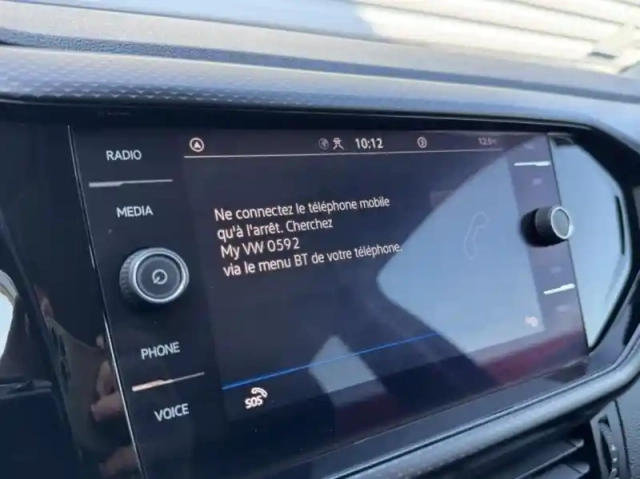 RADIO
MEDIA
PHONE
VOICE
10:12
Ne connectez le téléphone mobile
qu'à l'arrêt. Cherchez
My VW 0592
via le menu BT de votre téléphone.
SOS